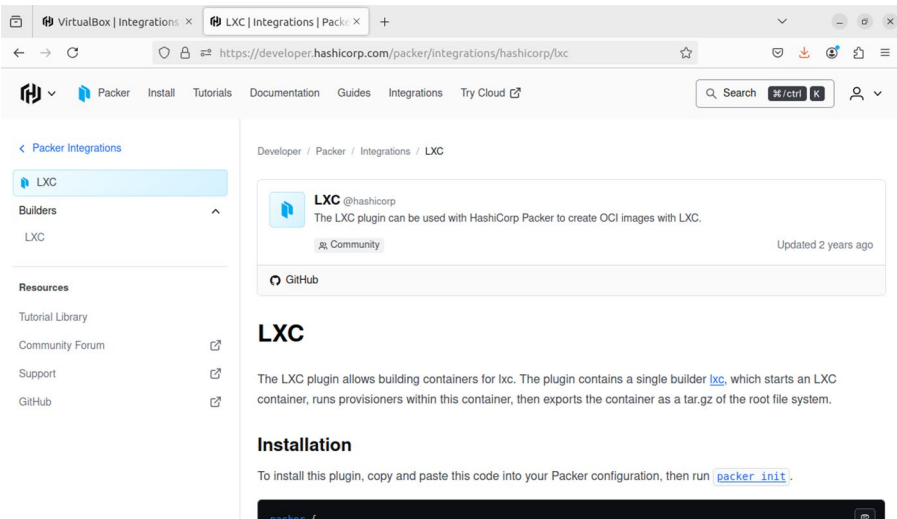 VirtualBox | Integrations
LXC | Integrations | Packe
https://developer.hashicorp.com/packer/integrations/hashicorp/lxc
Packer Install Tutorials Documentation Guides Integrations Try Cloud Search ⌘/ctrl K
Packer Integrations
LXC
Builders
LXC
Resources
Tutorial Library
Community Forum
Support
GitHub
Developer / Packer / Integrations / LXC
LXC @hashicorp
The LXC plugin can be used with HashiCorp Packer to create OCI images with LXC.
Community
Updated 2 years ago
GitHub
LXC
The LXC plugin allows building containers for lxc. The plugin contains a single builder lxc, which starts an LXC
container, runs provisioners within this container, then exports the container as a tar.gz of the root file system.
Installation
To install this plugin, copy and paste this code into your Packer configuration, then run packer init.
packer {